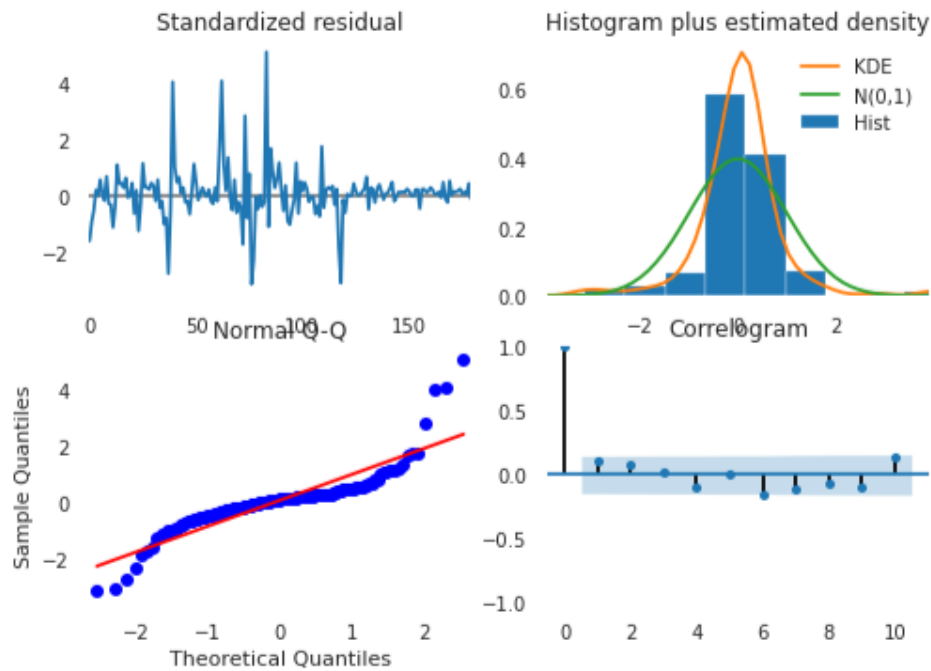 Standardized residual
4
2
0
−2
0 50 100 150
Histogram plus estimated density
KDE
N(0,1)
Hist
0.6
0.4
0.2
0.0
−2 0 2
Normal Q-Q
Sample Quantiles
4
2
0
−2
−2 −1 0 1 2
Theoretical Quantiles
Correlogram
1.0
0.5
0.0
−0.5
−1.0
0 2 4 6 8 10